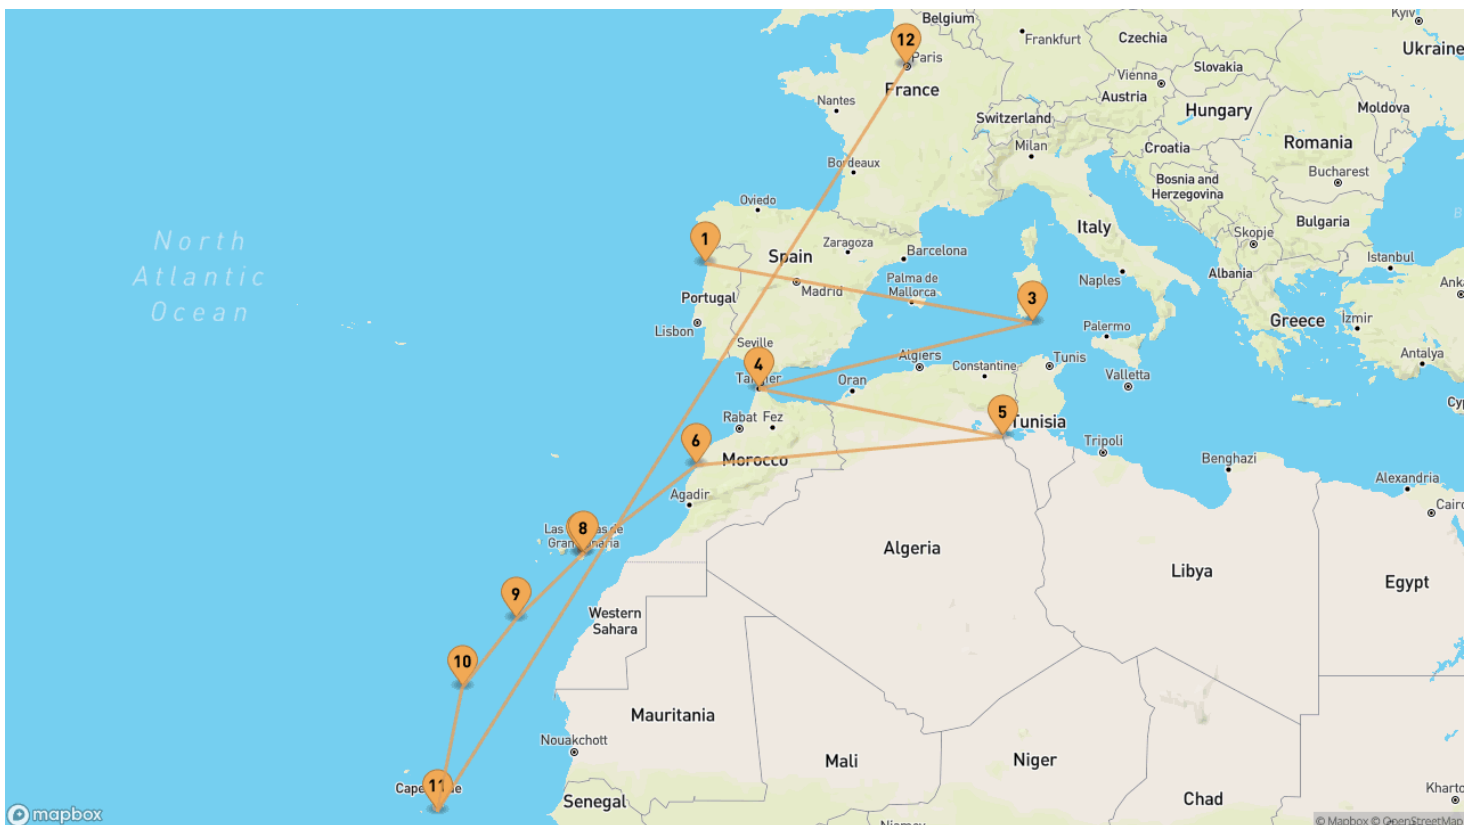 Belgium
Kyiv
12
Paris
Frankfurt
Czechia
Ukraine
France
Vienna
Slovakia
Nantes
Austria
Hungary
Moldova
Switzerland
Milan
Croatia
Romania
Bordeaux
Bosnia and
Herzegovina
Bucharest
Oviedo
Bulgaria
North
Atlantic
Ocean
1
Spain
Zaragoza
Barcelona
Italy
Skopje
Istanbul
Albania
Naples
Madrid
Palma de
Mallorca
Portugal
3
Lisbon
Palermo
Greece
Izmir
Seville
4
Algiers
Constantine
Tunis
Valletta
Antalya
Oran
5
Tunisia
Rabat
Fez
6
Morocco
Tripoli
Benghazi
Alexandria
Agadir
Cairo
8
Algeria
Libya
Egypt
9
Western
Sahara
10
Mauritania
Nouakchott
Mali
Niger
Chad
11
Senegal
mapbox
© Mapbox © OpenStreetMap